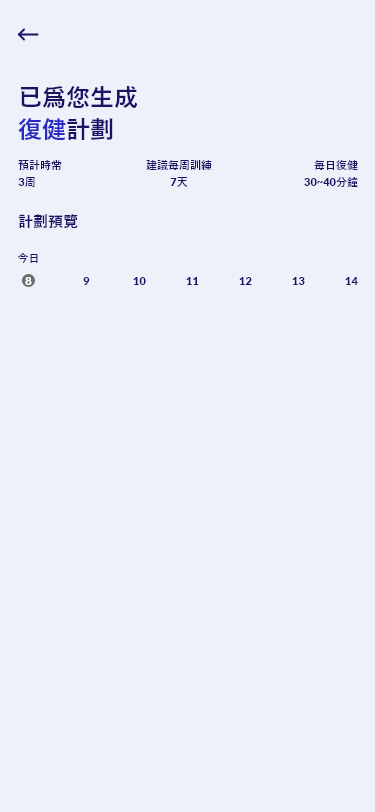 已爲您生成
復健計劃
預計時常 建議每周訓練 每日復健
3周 7天 30~40分鐘
計劃預覽
今日
8 9 10 11 12 13 14